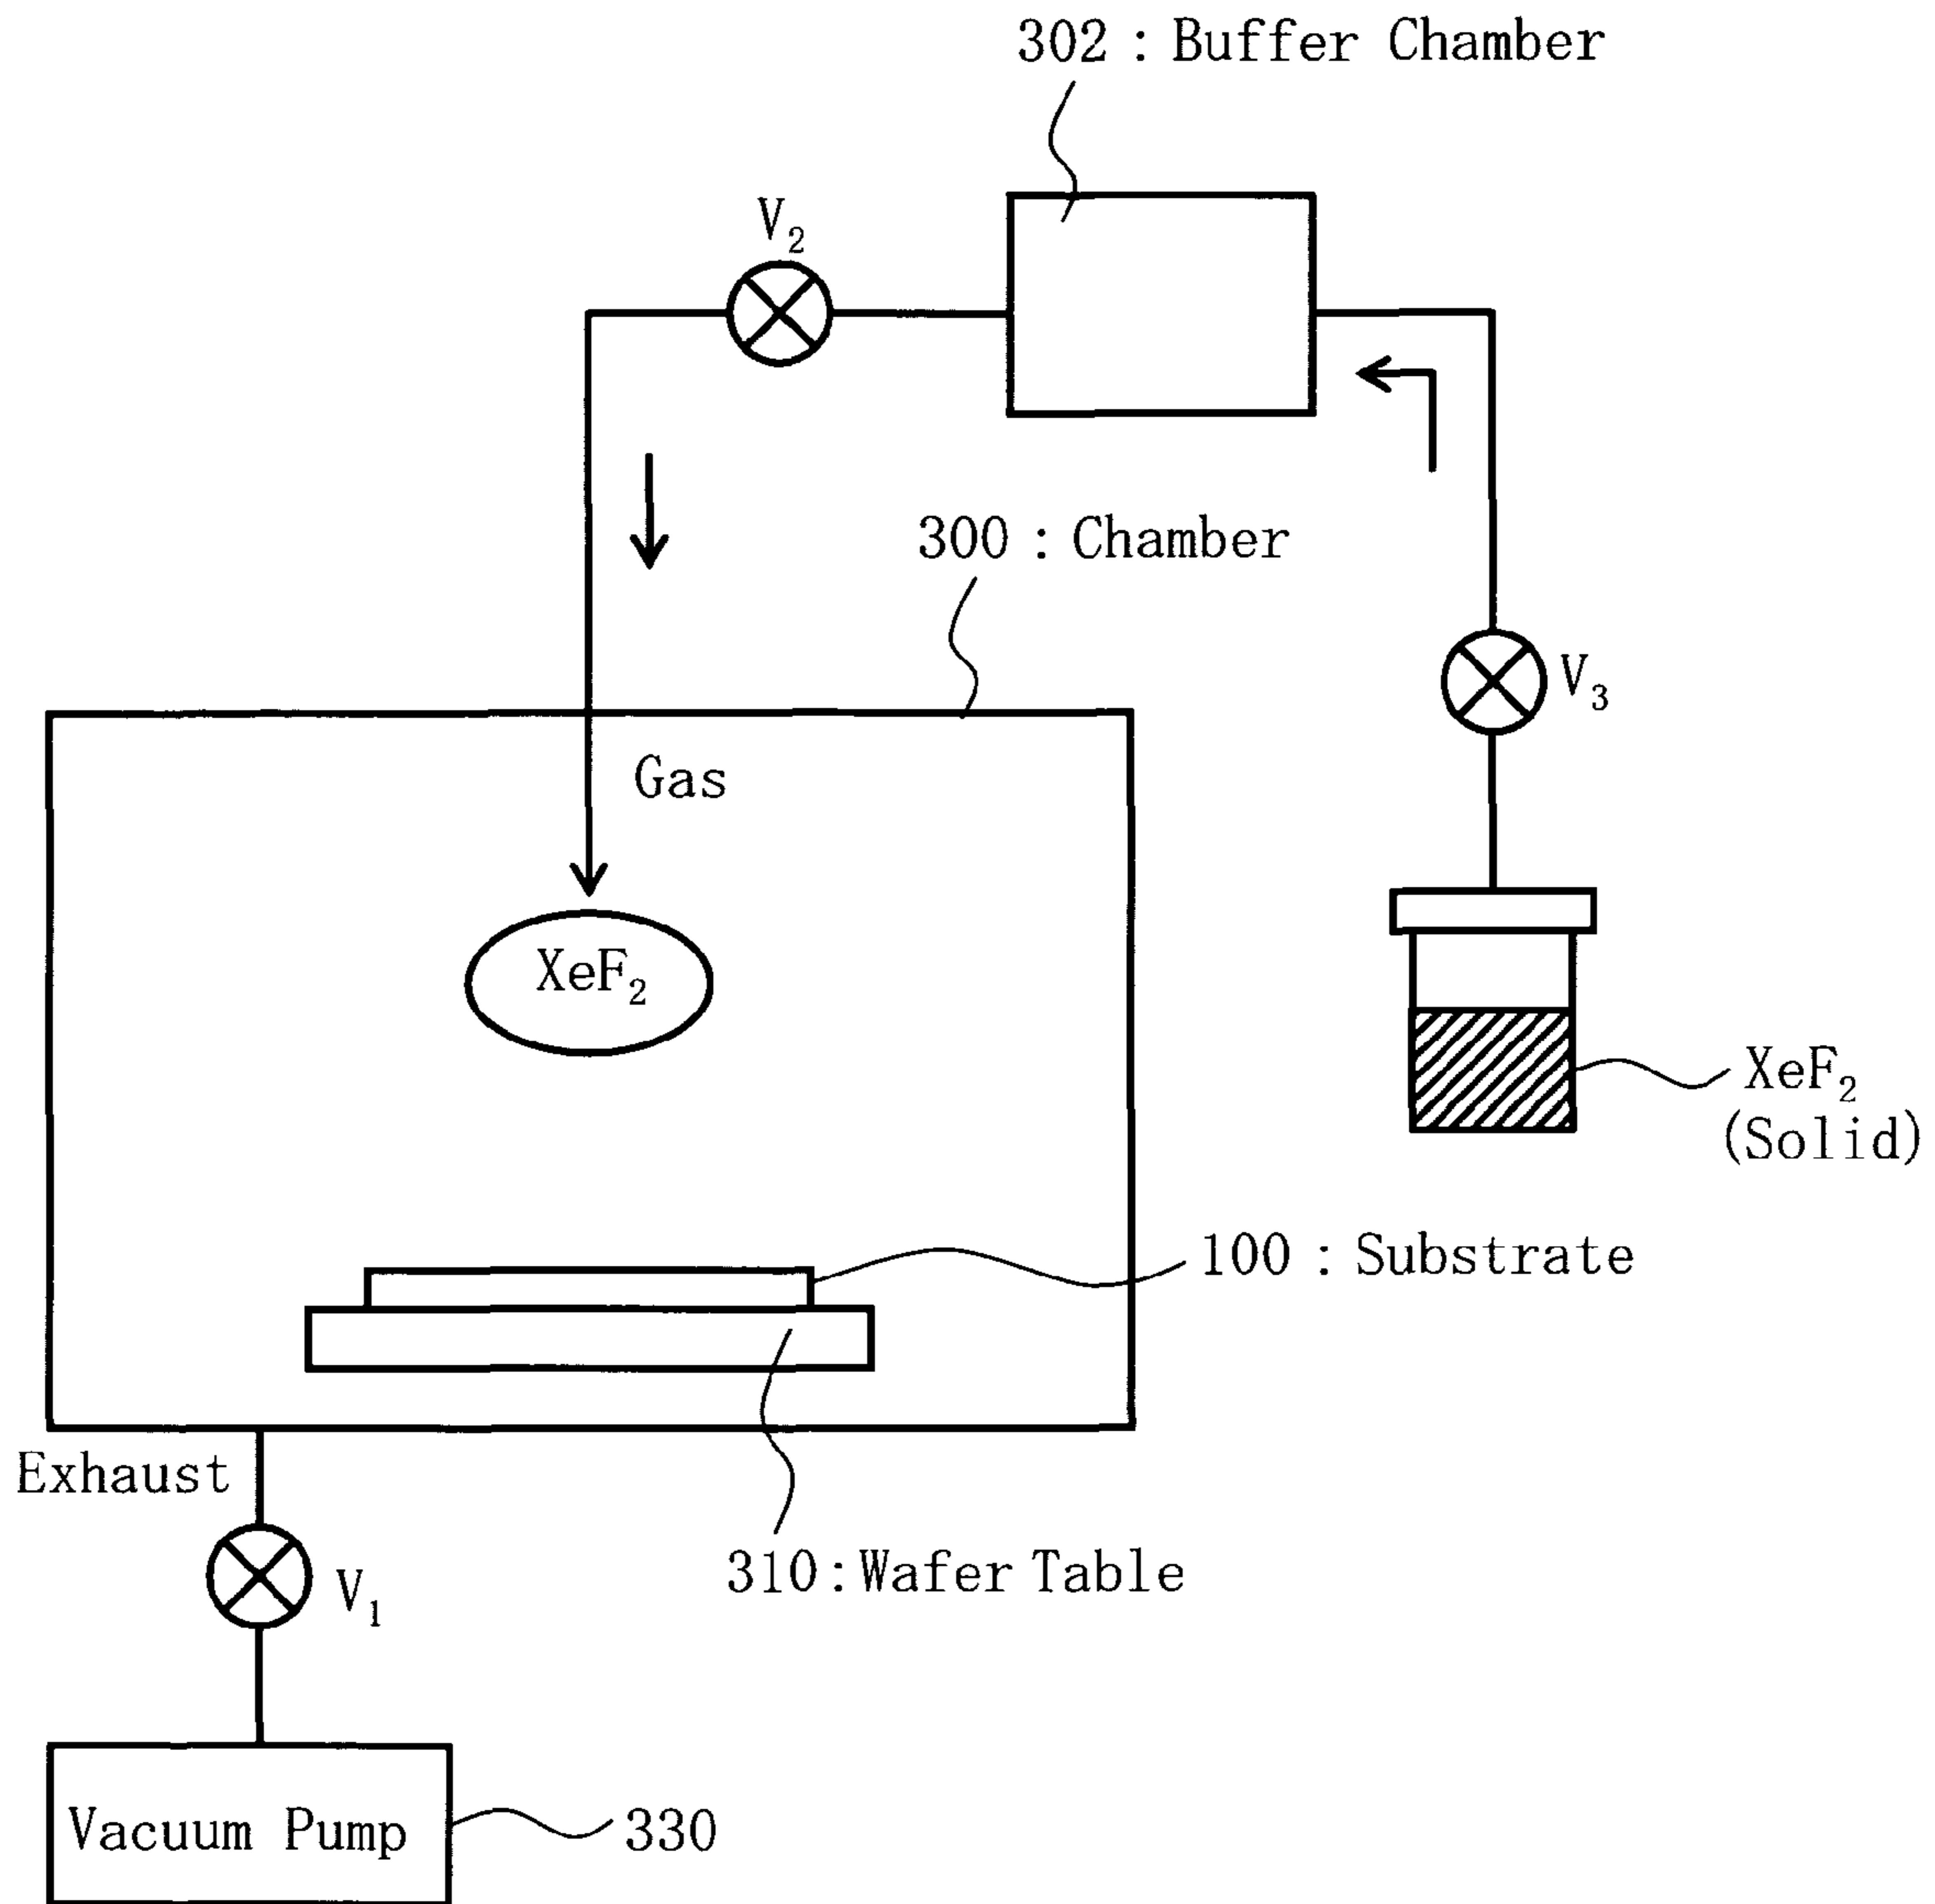 302 : Buffer Chamber
V2
300 : Chamber
V3
Gas
XeF2
XeF2
(Solid)
100 : Substrate
Exhaust
310 : Wafer Table
V1
Vacuum Pump
330